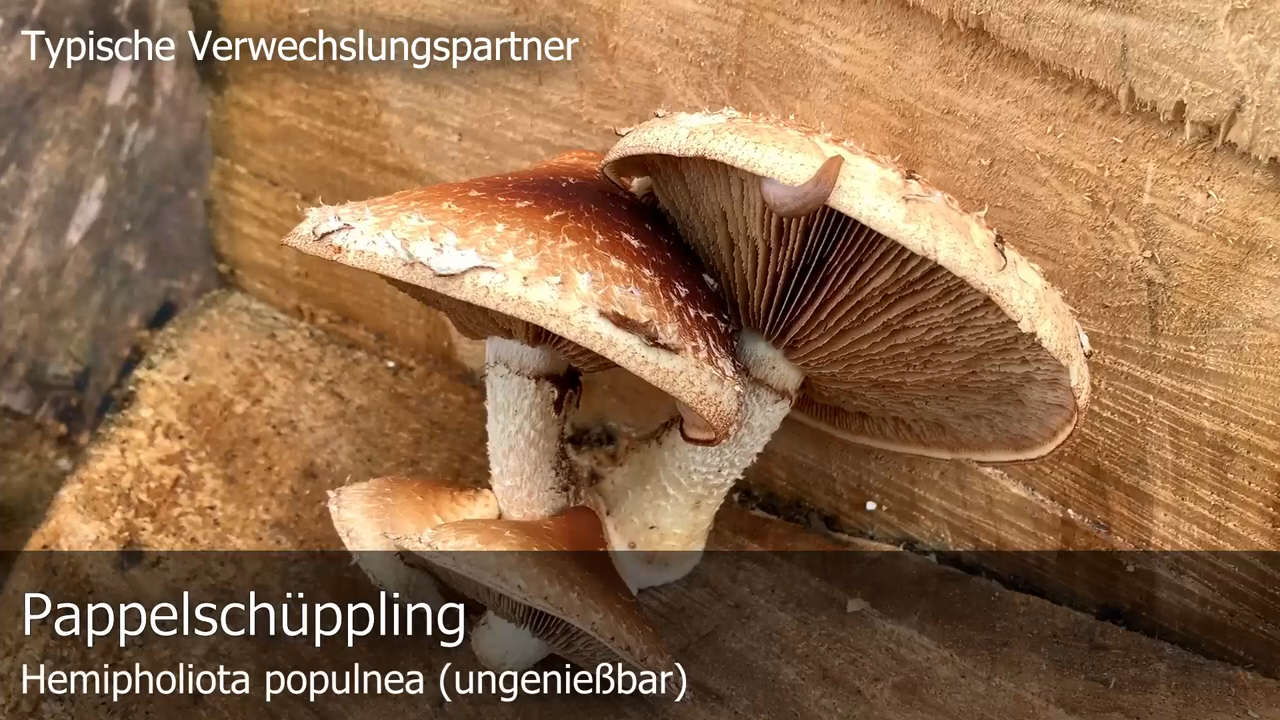 Typische Verwechslungspartner
Pappelschüppling
Hemipholiota populnea (ungenießbar)